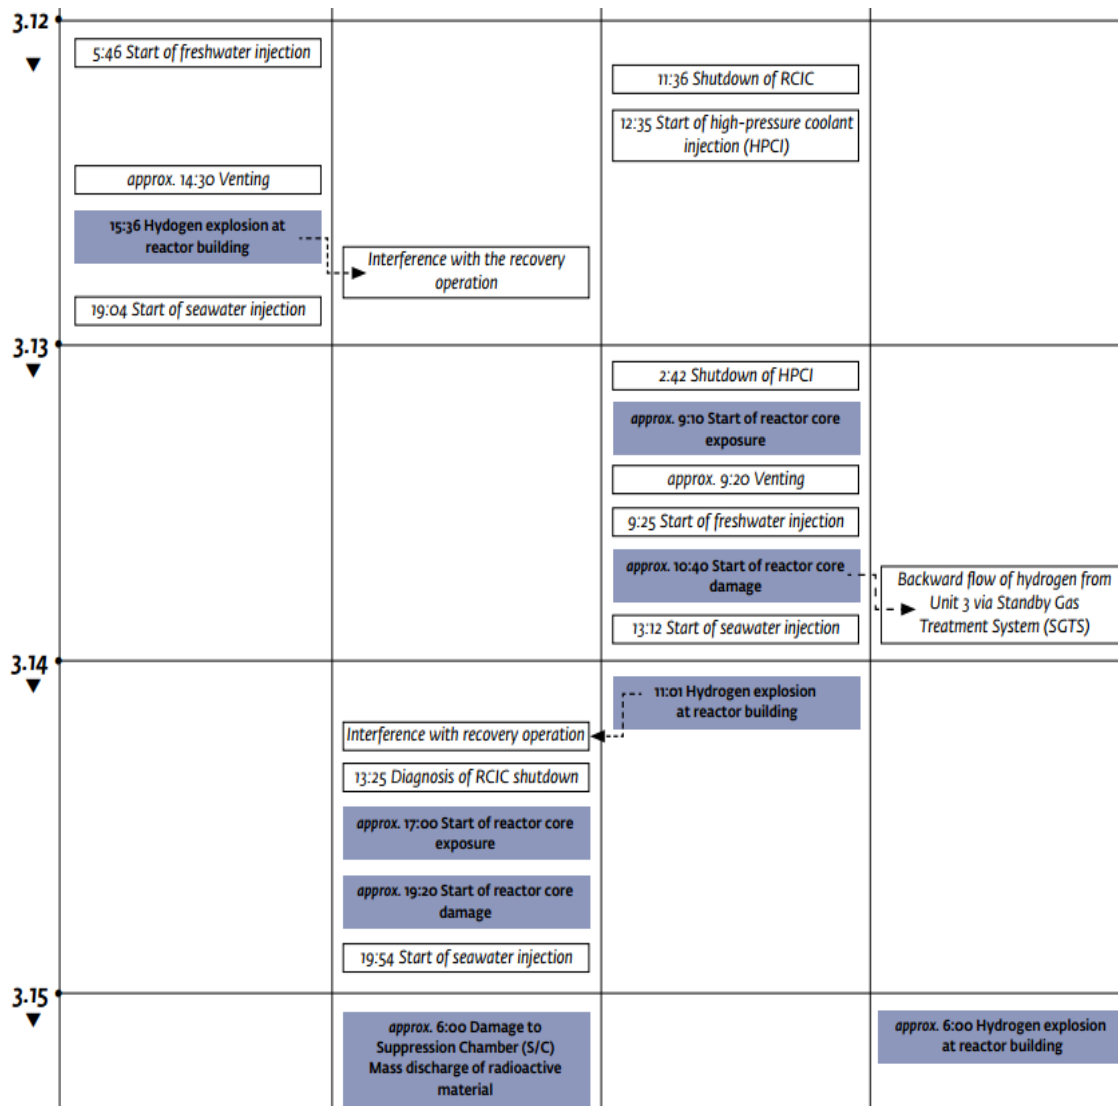 3.12
▼
5:46 Start of freshwater injection
11:36 Shutdown of RCIC
12:35 Start of high-pressure coolant
injection (HPCI)
approx. 14:30 Venting
15:36 Hydogen explosion at
reactor building
Interference with the recovery
operation
19:04 Start of seawater injection
3.13
▼
2:42 Shutdown of HPCI
approx. 9:10 Start of reactor core
exposure
approx. 9:20 Venting
9:25 Start of freshwater injection
approx. 10:40 Start of reactor core
damage
Backward flow of hydrogen from
Unit 3 via Standby Gas
Treatment System (SGTS)
13:12 Start of seawater injection
3.14
▼
11:01 Hydrogen explosion
at reactor building
Interference with recovery operation
13:25 Diagnosis of RCIC shutdown
approx. 17:00 Start of reactor core
exposure
approx. 19:20 Start of reactor core
damage
19:54 Start of seawater injection
3.15
▼
approx. 6:00 Damage to
Suppression Chamber (S/C)
Mass discharge of radioactive
material
approx. 6:00 Hydrogen explosion
at reactor building